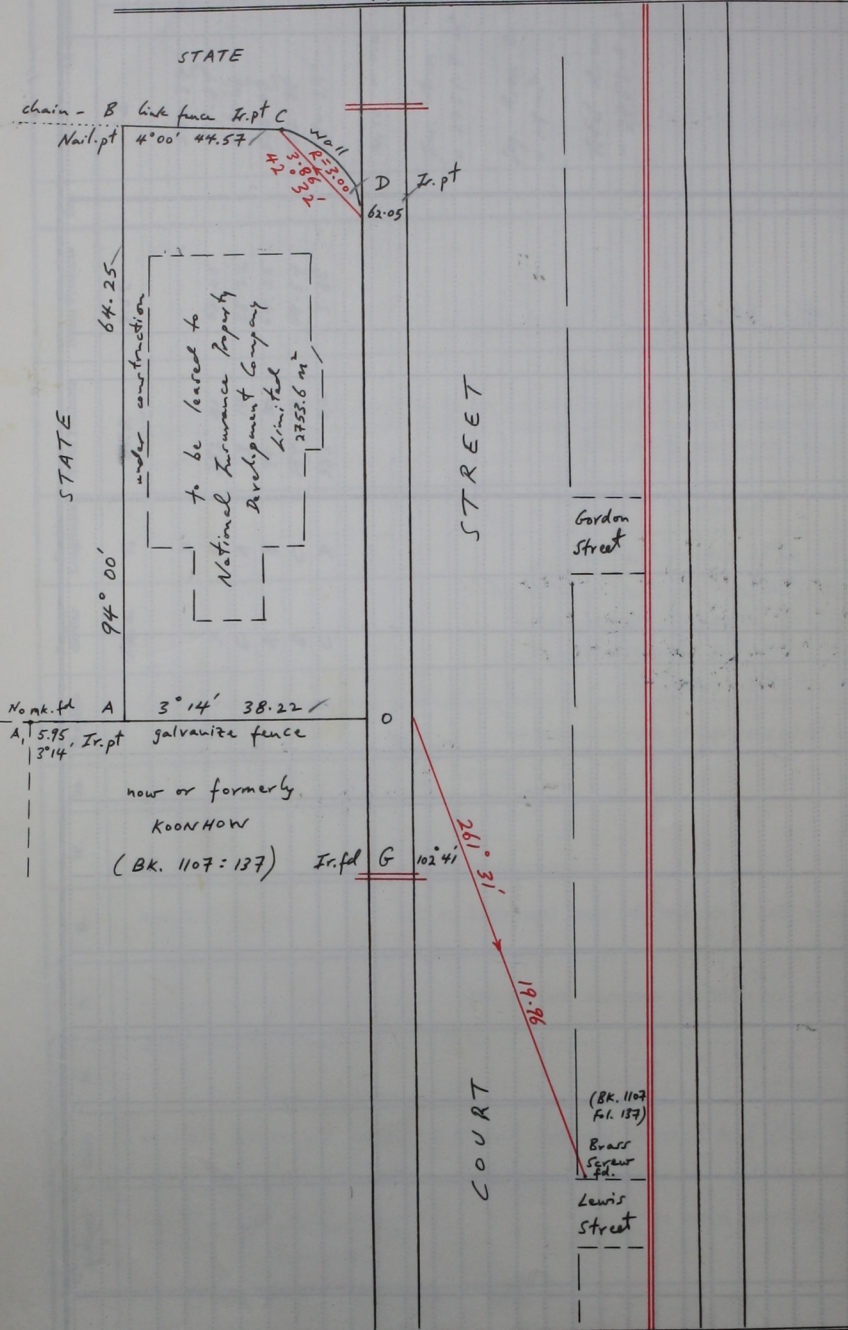 STATE
chain - B link fence Ir.pt C
Nail.pt 4°00' 44.57
Wall
R=3.00
3.86
42°32'
D Ir.pt
62.05
64.25
94° 00'
STATE
under construction
to be leased to
National Insurance Property
Development Company
Limited
2753.6 m²
STREET
Gordon
Street
No mk.fd A 3°14' 38.22
O
A₁ 5.95 Ir.pt galvanize fence
3°14'
now or formerly
KOONHOW
(BK. 1107 : 137) Ir.fd G 102°41'
261° 31'
19.96
COURT
(BK. 1107
Fol. 137)
Brass
Screw
fd.
Lewis
Street